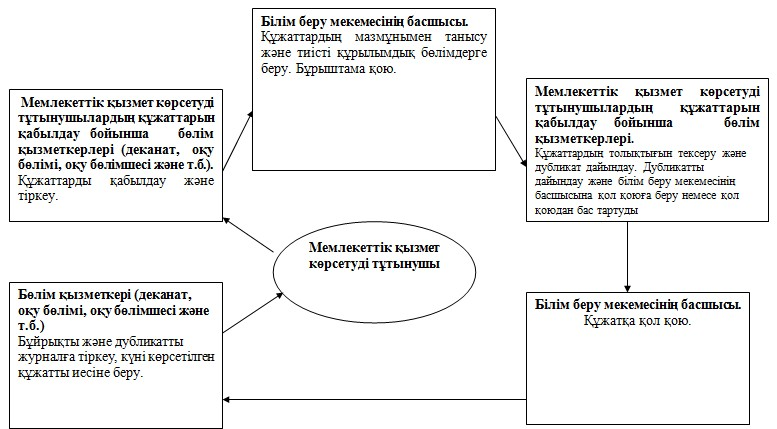 Білім беру мекемесінің басшысы.
Құжаттардың мазмұнымен танысу
және тиісті құрылымдық бөлімдерге
беру. Бұрыштама қою.
Мемлекеттік қызмет көрсетуді
тұтынушылардың құжаттарын
қабылдау бойынша бөлім
қызметкерлері (деканат, оқу
бөлімі, оқу бөлімшесі және т.б.).
Құжаттарды қабылдау және
тіркеу.
Мемлекеттік қызмет көрсетуді
тұтынушылардың құжаттарын
қабылдау бойынша бөлім
қызметкерлері.
Құжаттардың толықтығын тексеру және
дубликат дайындау. Дубликатты
дайындау және білім беру мекемесінің
басшысына қол қоюға беру немесе қол
қоюдан бас тартуды
Мемлекеттік қызмет
көрсетуді тұтынушы
Бөлім қызметкері (деканат,
оқу бөлімі, оқу бөлімшесі және
т.б.)
Бұйрықты және дубликатты
журналға тіркеу, күні көрсетілген
құжатты иесіне беру.
Білім беру мекемесінің басшысы.
Құжатқа қол қою.